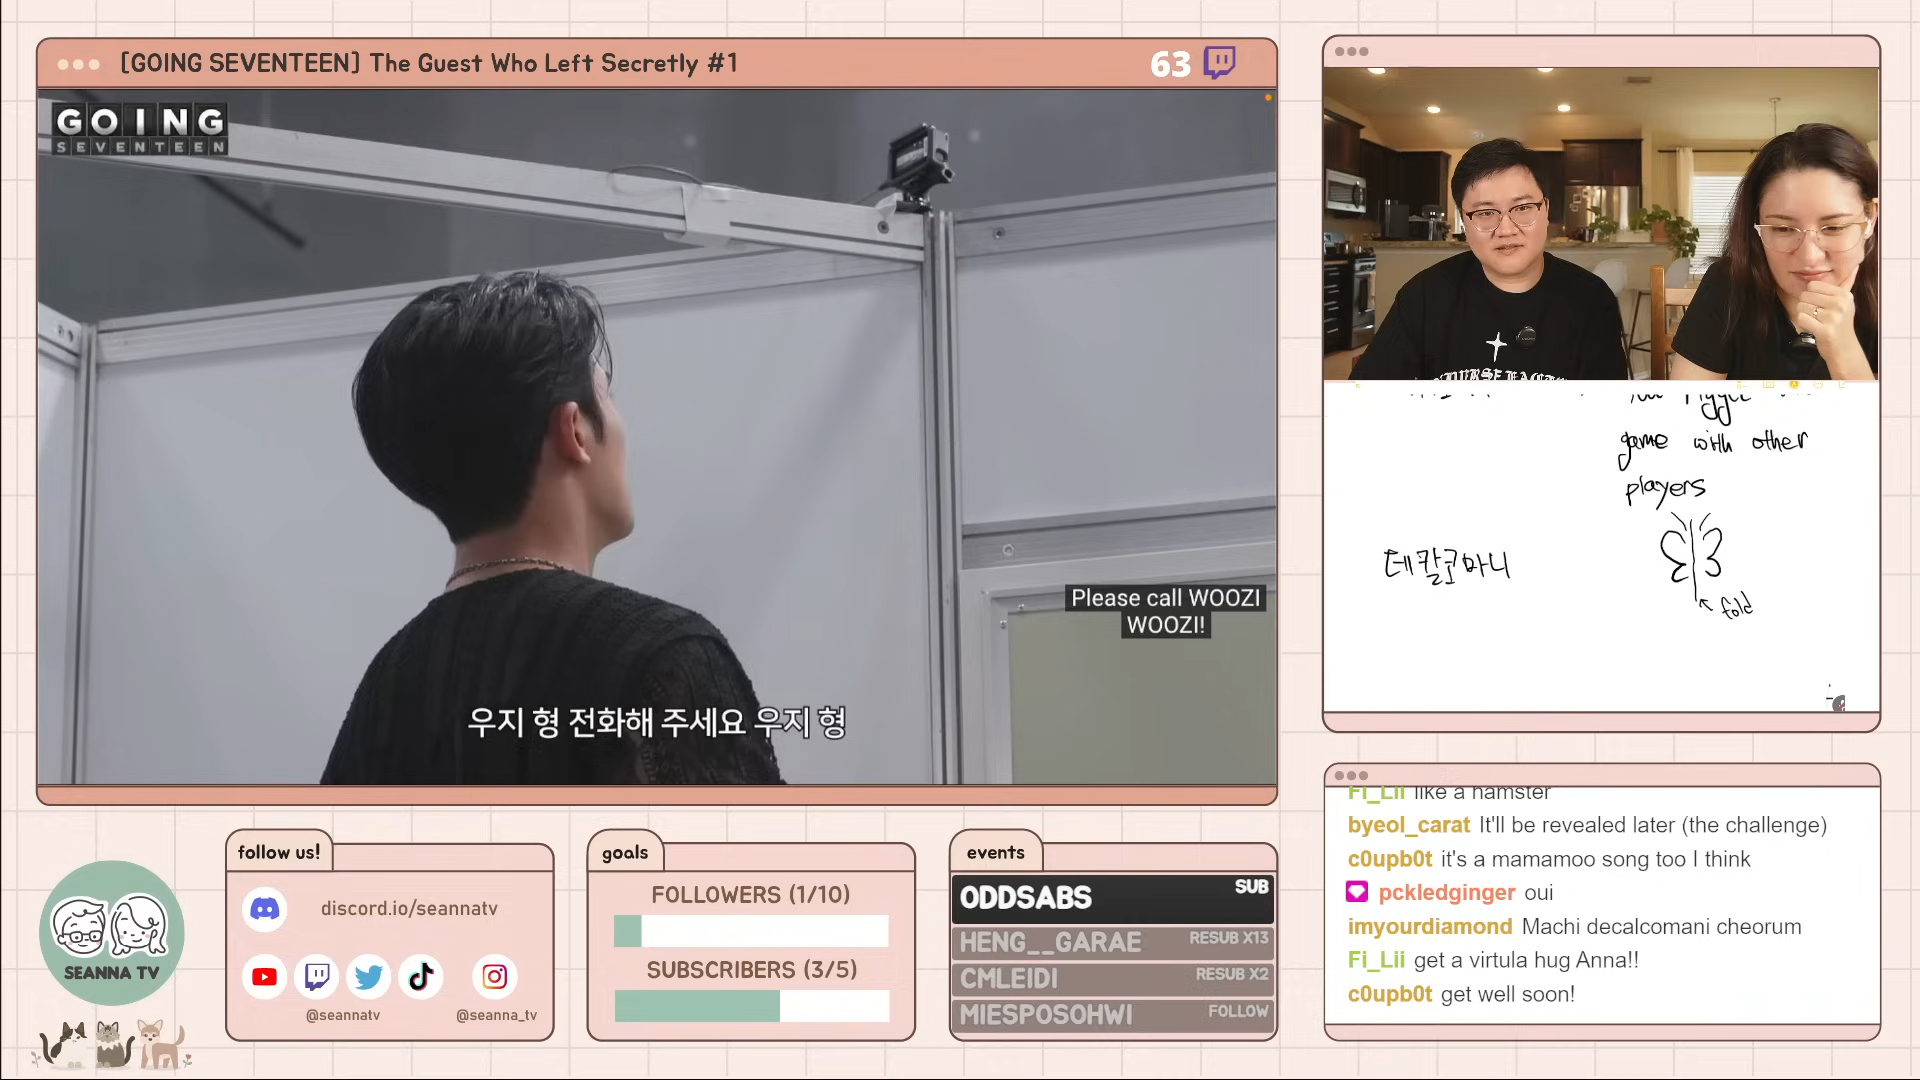 [GOING SEVENTEEN] The Guest Who Left Secretly #1
63
GOING
SEVENTEEN
Please call WOOZI
WOOZI!
우지 형 전화해 주세요 우지 형
game with other
players
데칼코마니
fold
Fi_Lii like a hamster
byeol_carat It'll be revealed later (the challenge)
c0upb0t it's a mamamoo song too I think
pckledginger oui
imyourdiamond Machi decalcomani cheorum
Fi_Lii get a virtula hug Anna!!
c0upb0t get well soon!
SEANNA TV
follow us!
discord.io/seannatv
@seannatv
@seanna_tv
goals
FOLLOWERS (1/10)
SUBSCRIBERS (3/5)
events
ODDSABS SUB
HENG__GARAE RESUB X13
CMLEIDI RESUB X2
MIESPOSOHWI FOLLOW